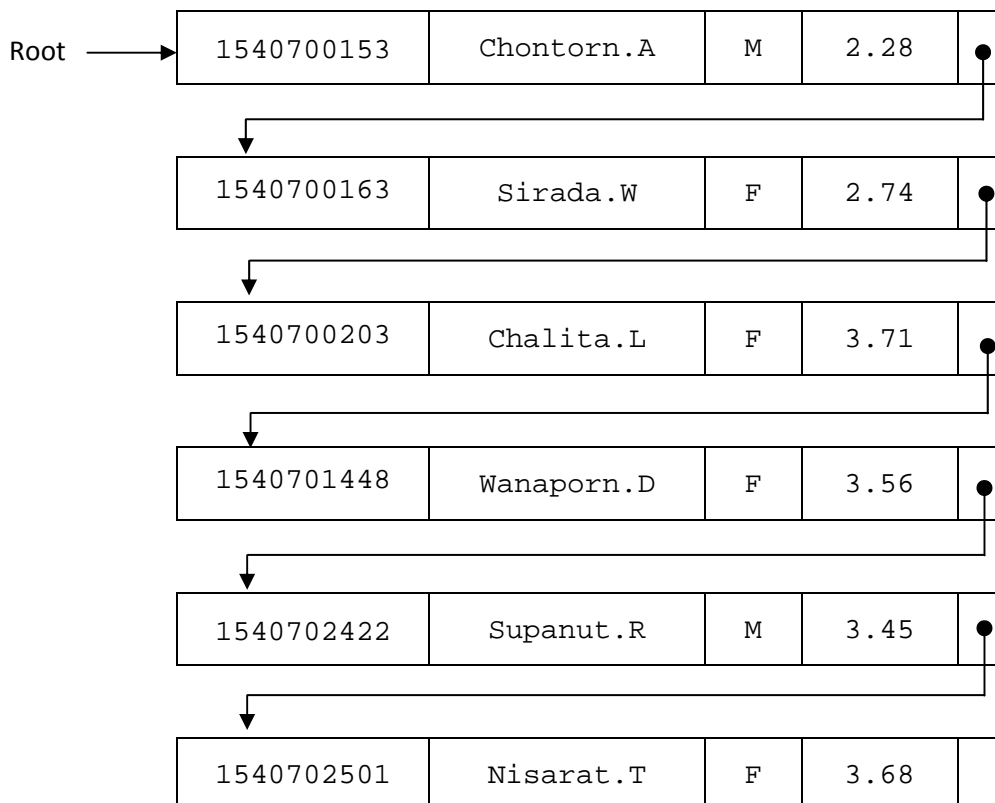 Root 1540700153 Chontorn.A M 2.28
1540700163 Sirada.W F 2.74
1540700203 Chalita.L F 3.71
1540701448 Wanaporn.D F 3.56
1540702422 Supanut.R M 3.45
1540702501 Nisarat.T F 3.68